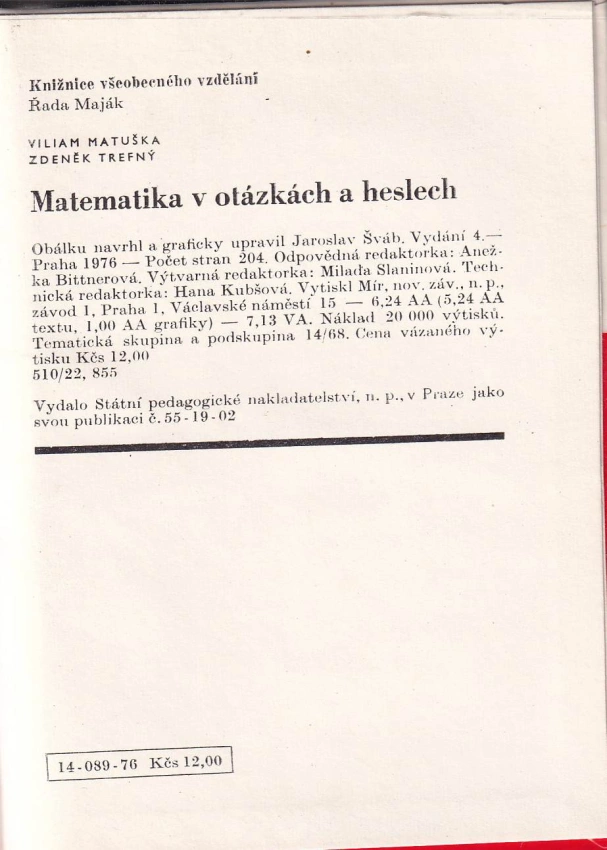 Knižnice všeobecného vzdělání
Řada Maják
VILIAM MATUŠKA
ZDENĚK TREFNÝ
Matematika v otázkách a heslech
Obálku navrhl a graficky upravil Jaroslav Šváb. Vydání 4.—
Praha 1976 — Počet stran 204. Odpovědná redaktorka: Anež-
ka Bittnerová. Výtvarná redaktorka: Milada Slaninová. Tech-
nická redaktorka: Hana Kubšová. Vytiskl Mír, nov. záv., n. p.,
závod 1, Praha 1, Václavské náměstí 15 — 6,24 AA (5,24 AA
textu, 1,00 AA grafiky) — 7,13 VA. Náklad 20 000 výtisků.
Tematická skupina a podskupina 14/68. Cena vázaného vý-
tisku Kčs 12,00
510/22, 855
Vydalo Státní pedagogické nakladatelství, n. p., v Praze jako
svou publikaci č. 55-19-02
14-089-76 Kčs 12,00